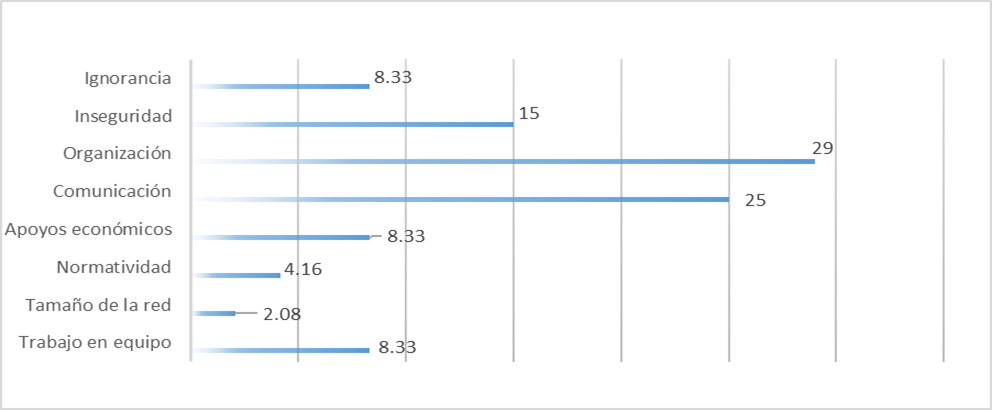 Ignorancia 8.33
Inseguridad 15
Organización 29
Comunicación 25
Apoyos económicos 8.33
Normatividad 4.16
Tamaño de la red 2.08
Trabajo en equipo 8.33